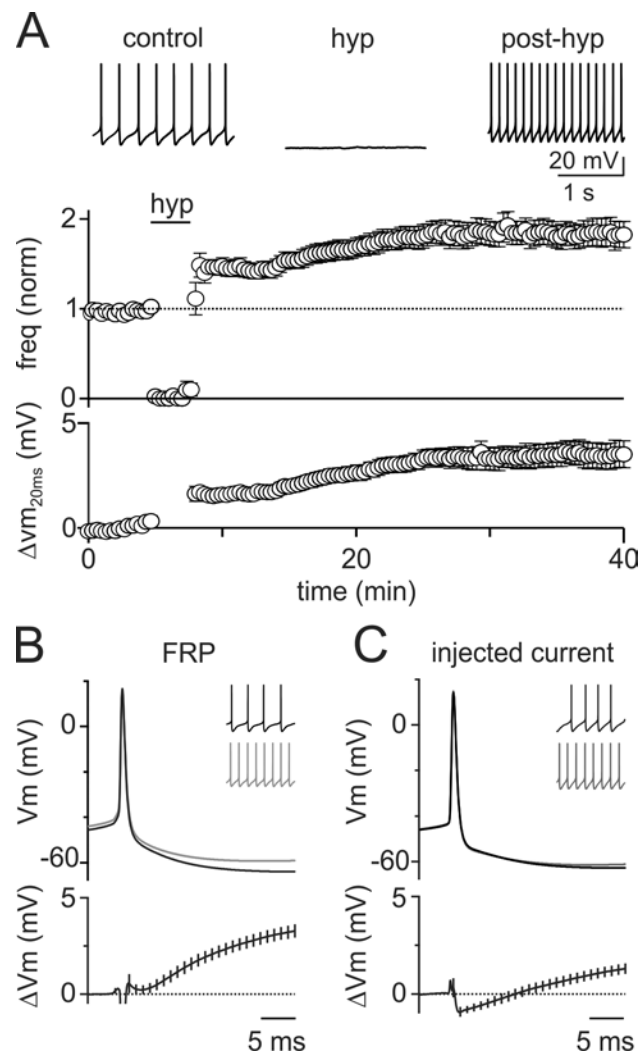 A
control hyp post-hyp
20 mV
1 s
hyp
2
1
0
freq (norm)
5
0
Δvm20ms (mV)
0 20 40
time (min)
B FRP
0
-60
Vm (mV)
5
0
ΔVm (mV)
5 ms
C injected current
0
-60
Vm (mV)
5
0
ΔVm (mV)
5 ms